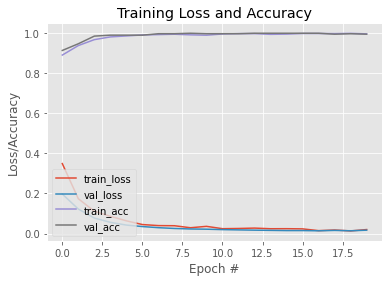 Training Loss and Accuracy
Loss/Accuracy
1.0
0.8
0.6
0.4
0.2
0.0
train_loss
val_loss
train_acc
val_acc
0.0 2.5 5.0 7.5 10.0 12.5 15.0 17.5
Epoch #